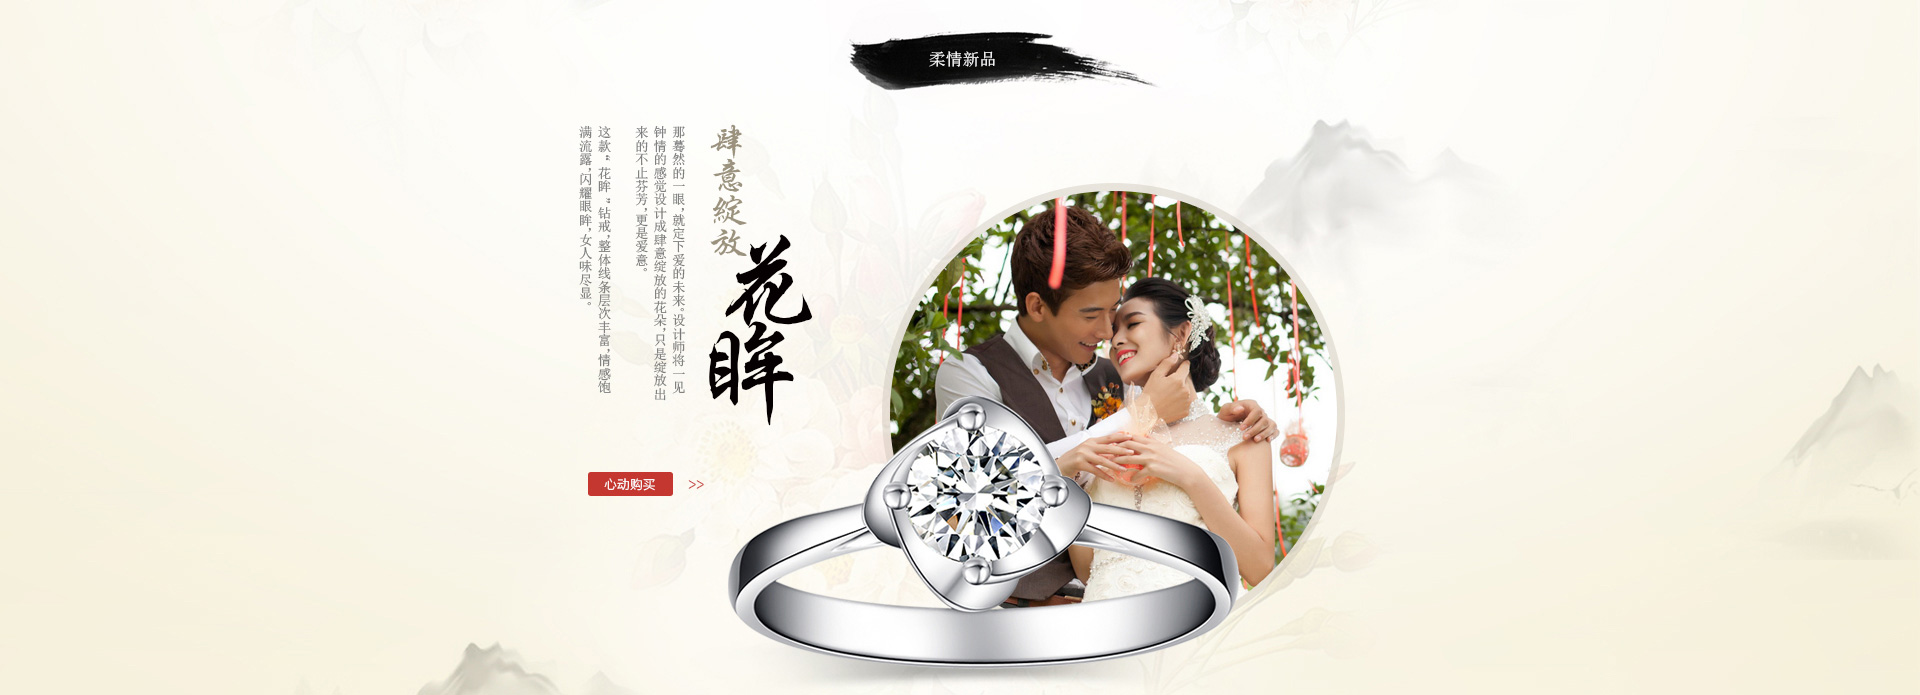 柔情新品
肆意绽放
花眸
那蓦然的一眼，就定下爱的未来。设计师将一见
钟情的感觉设计成肆意绽放的花朵，只是绽放出
来的不止芬芳，更是爱意。
这款“花眸“钻戒，整体线条层次丰富，情感饱
满流露，闪耀眼眸，女人味尽显。
心动购买 >>